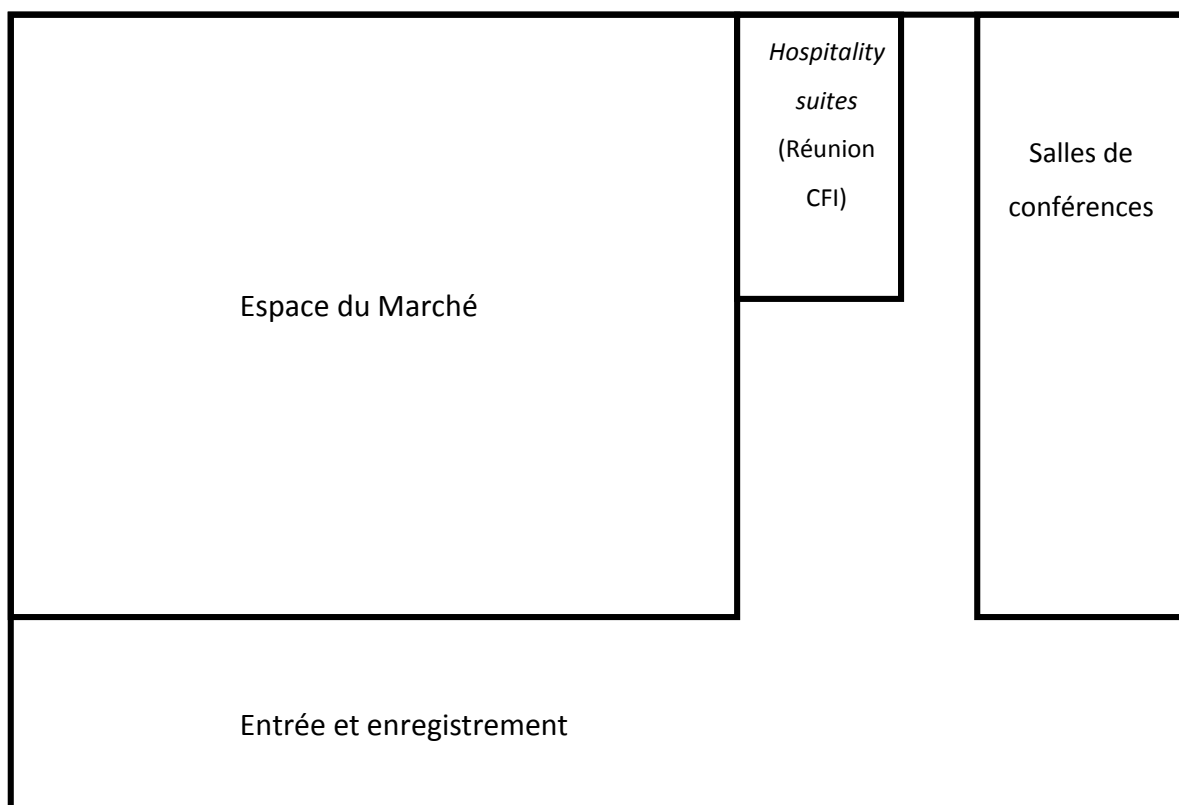 Hospitality
suites
(Réunion
CFI)
Salles de
conférences
Espace du Marché
Entrée et enregistrement